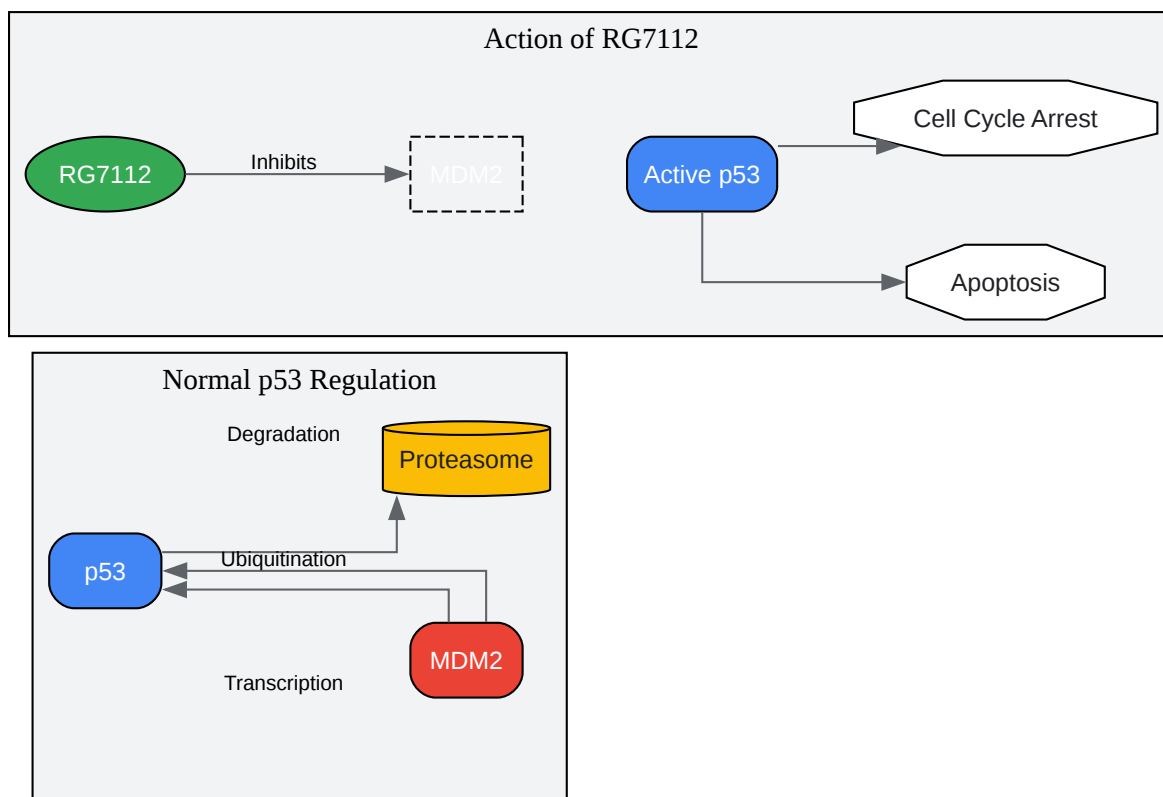 Action of RG7112
Cell Cycle Arrest
RG7112
Inhibits
MDM2
Active p53
Apoptosis
Normal p53 Regulation
Degradation
Proteasome
p53
Ubiquitination
MDM2
Transcription